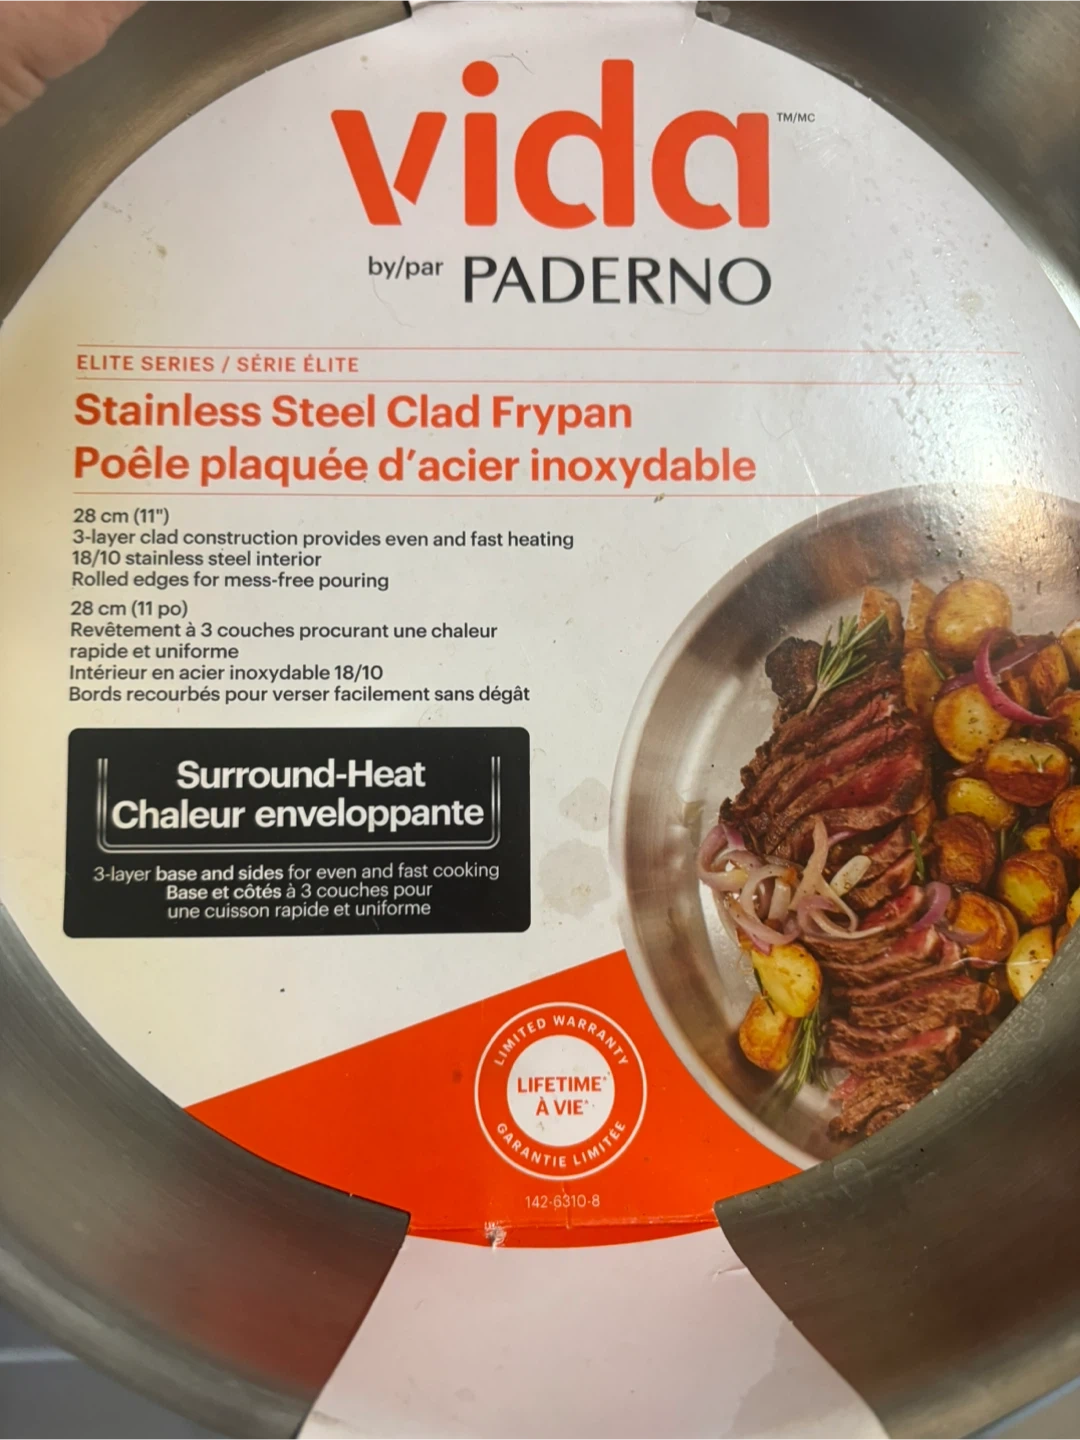 vida TM/MC
by/par PADERNO
ELITE SERIES / SÉRIE ÉLITE
Stainless Steel Clad Frypan
Poêle plaquée d'acier inoxydable
28 cm (11")
3-layer clad construction provides even and fast heating
18/10 stainless steel interior
Rolled edges for mess-free pouring
28 cm (11 po)
Revêtement à 3 couches procurant une chaleur
rapide et uniforme
Intérieur en acier inoxydable 18/10
Bords recourbés pour verser facilement sans dégât
Surround-Heat
Chaleur enveloppante
3-layer base and sides for even and fast cooking
Base et côtés à 3 couches pour
une cuisson rapide et uniforme
LIMITED WARRANTY
LIFETIME*
À VIE*
GARANTIE LIMITÉE
142-6310-8